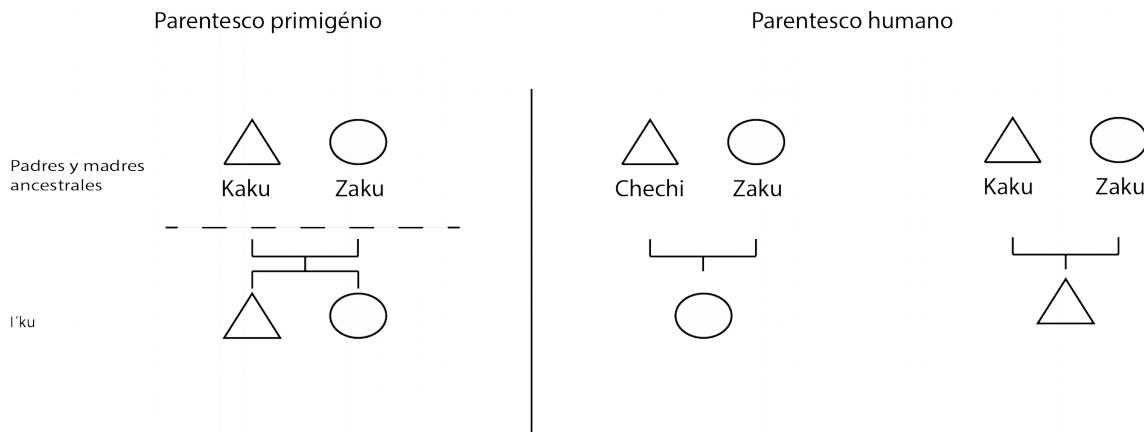 Parentesco primigénio
Parentesco humano
Padres y madres
ancestrales
Kaku
Zaku
Chechi
Zaku
Kaku
Zaku
I´ku